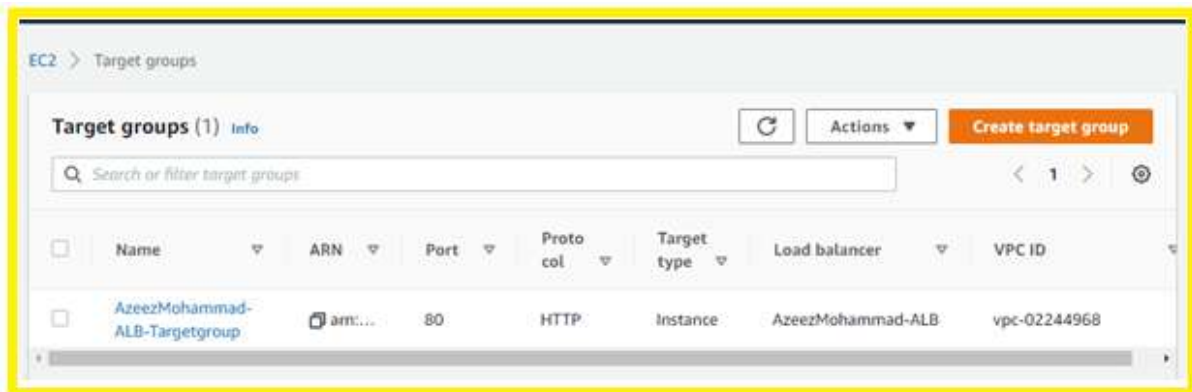 EC2 > Target groups
Target groups (1) Info
Actions ▼
Create target group
Search or filter target groups
< 1 >
Name ARN Port Proto Target Load balancer VPC ID
col type
AzeezMohammad- arn:... 80 HTTP Instance AzeezMohammad-ALB vpc-02244968
ALB-Targetgroup